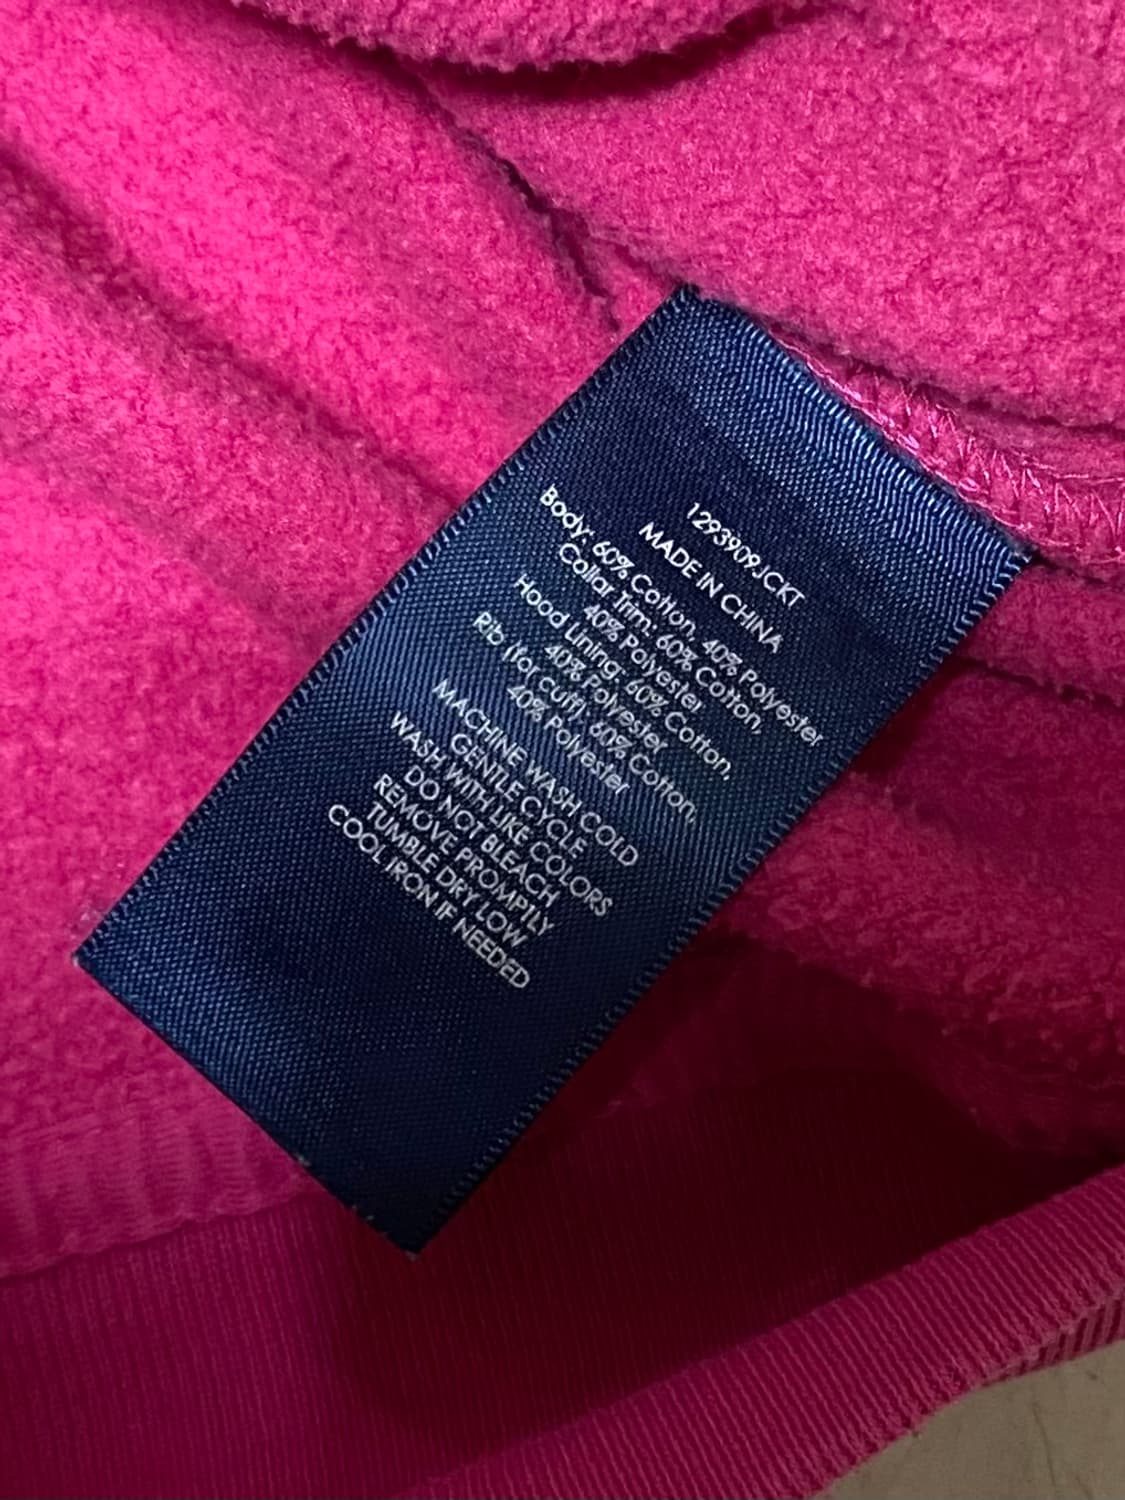 1293909JCKT
MADE IN CHINA
Body: 60% Cotton, 40% Polyester
Collar Trim: 60% Cotton,
40% Polyester
Hood Lining: 60% Cotton,
40% Polyester
Rib (for cuff): 60% Cotton,
40% Polyester
MACHINE WASH COLD
GENTLE CYCLE
WASH WITH LIKE COLORS
DO NOT BLEACH
REMOVE PROMPILY
TUMBLE DRY LOW
COOL IRON IF NEEDED